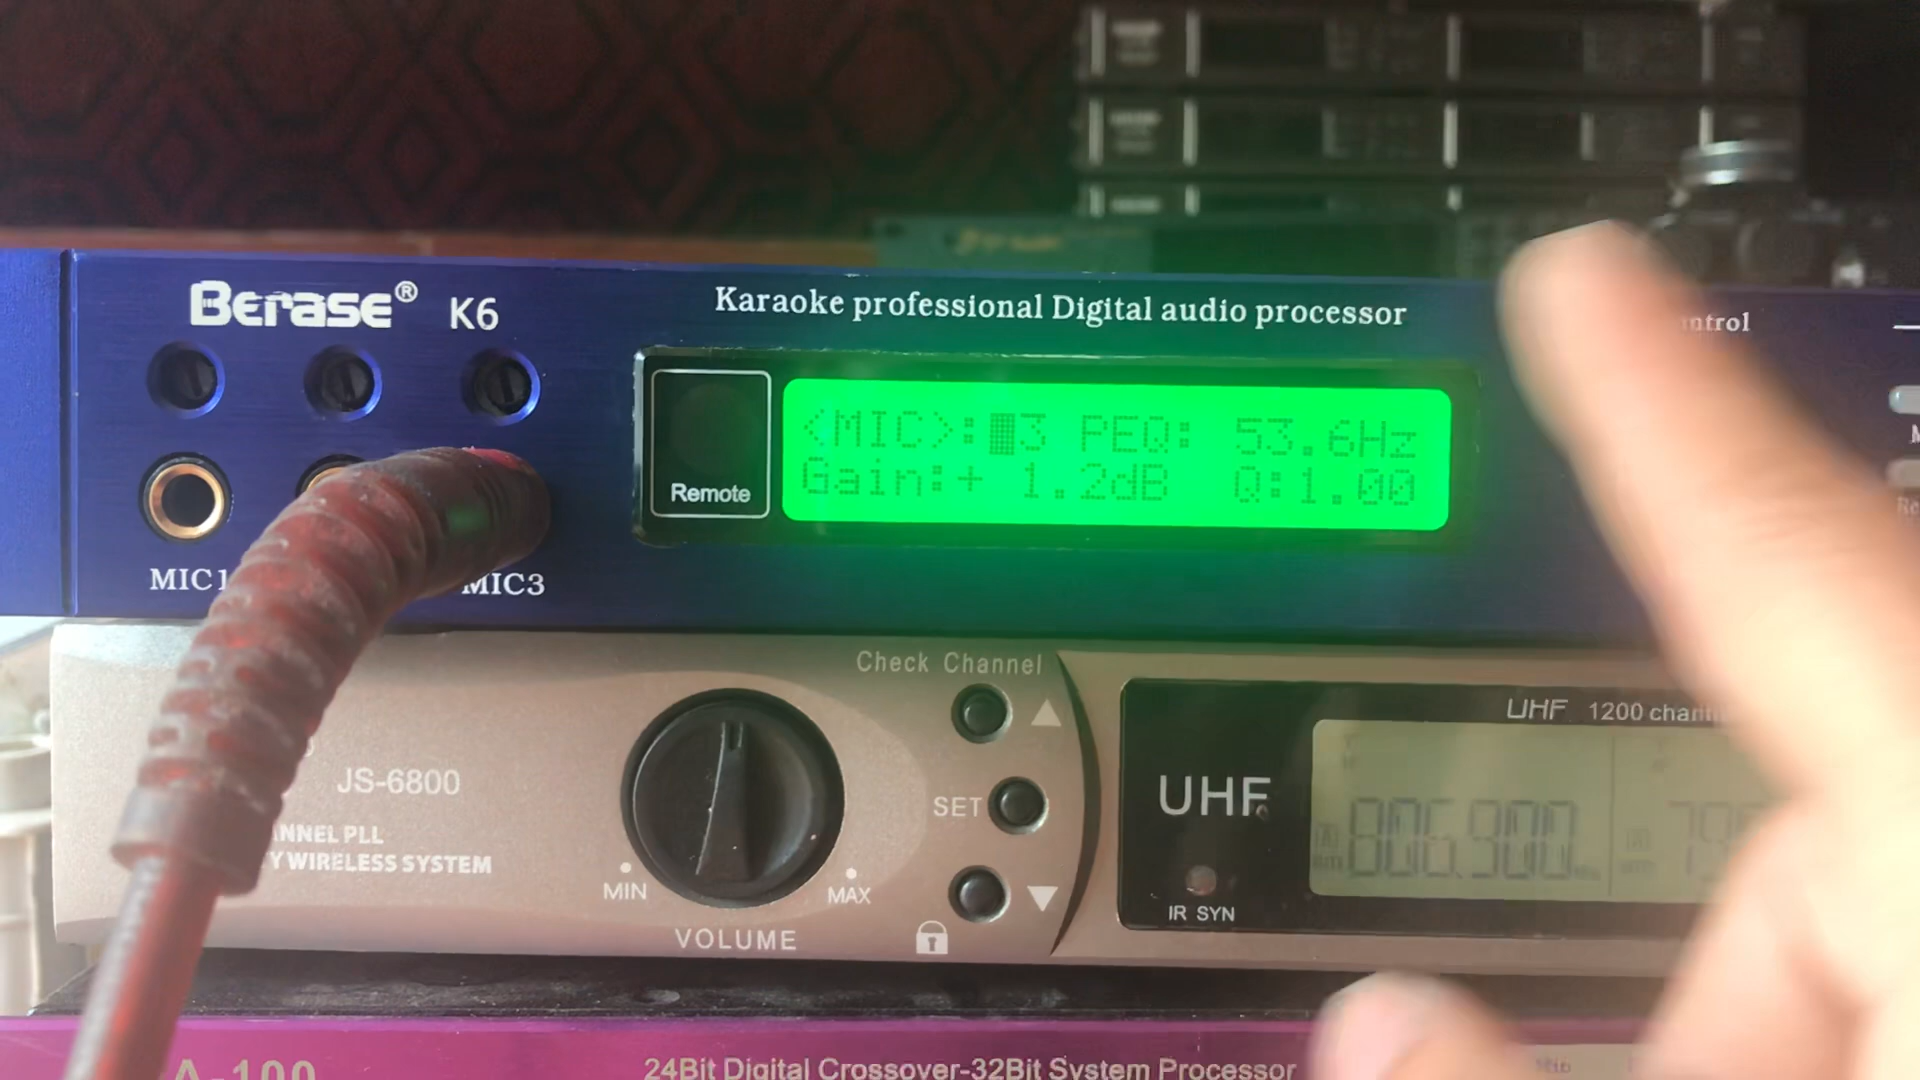 Berase® K6
Karaoke professional Digital audio processor
ntrol
<MIC>: 3 PEQ: 53.6Hz
Gain:+ 1.2dB Q:1.00
Remote
MIC1
MIC3
Check Channel
UHF 1200
JS-6800
SET
UHF
806.900
NNEL PLL
Y WIRELESS SYSTEM
MIN
MAX
VOLUME
IR SYN
A-100
24Bit Digital Crossover-32Bit System Processor